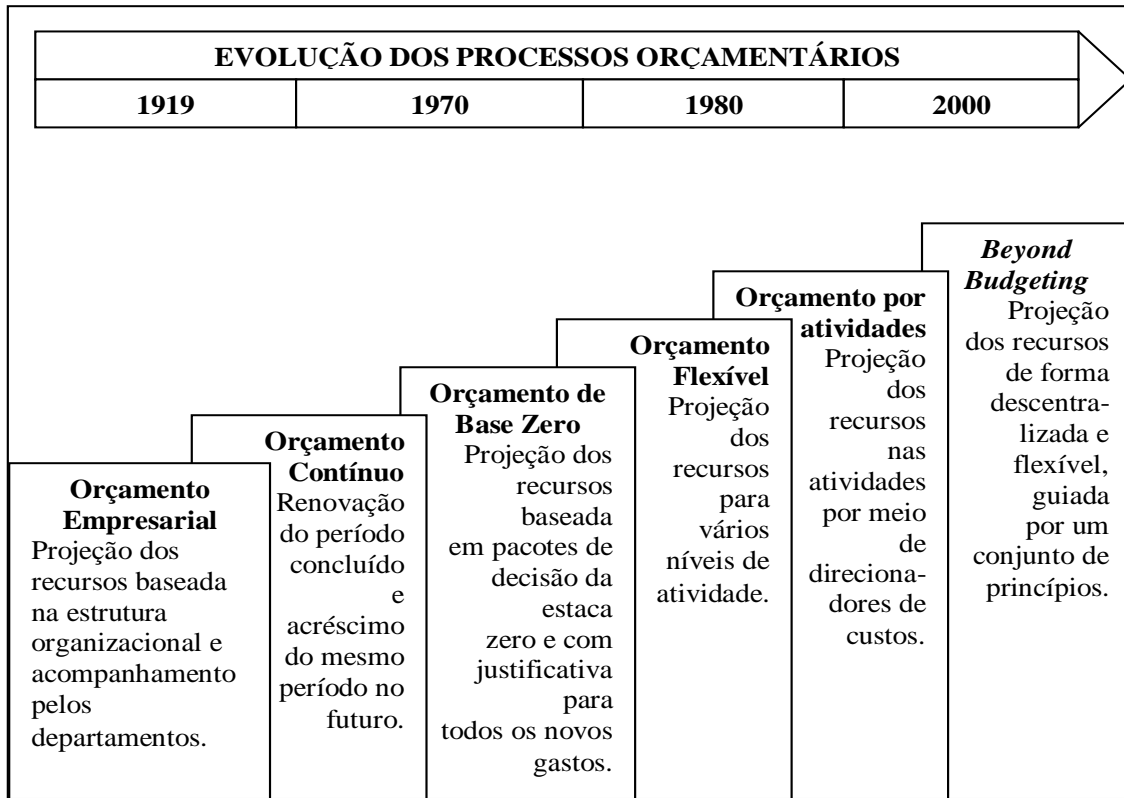 EVOLUÇÃO DOS PROCESSOS ORÇAMENTÁRIOS
1919
1970
1980
2000
Orçamento
Empresarial
Projeção dos
recursos baseada
na estrutura
organizacional e
acompanhamento
pelos
departamentos.
Orçamento
Contínuo
Renovação
do período
concluído
e
acréscimo
do mesmo
período no
futuro.
Orçamento de
Base Zero
Projeção dos
recursos
baseada
em pacotes de
decisão da
estaca
zero e com
justificativa
para
todos os novos
gastos.
Orçamento
Flexível
Projeção
dos
recursos
para
vários
níveis de
atividade.
Orçamento por
atividades
Projeção
dos
recursos
nas
atividades
por meio
de
direciona-
dores de
custos.
Beyond
Budgeting
Projeção
dos recursos
de forma
descentra-
lizada e
flexível,
guiada
por um
conjunto de
princípios.